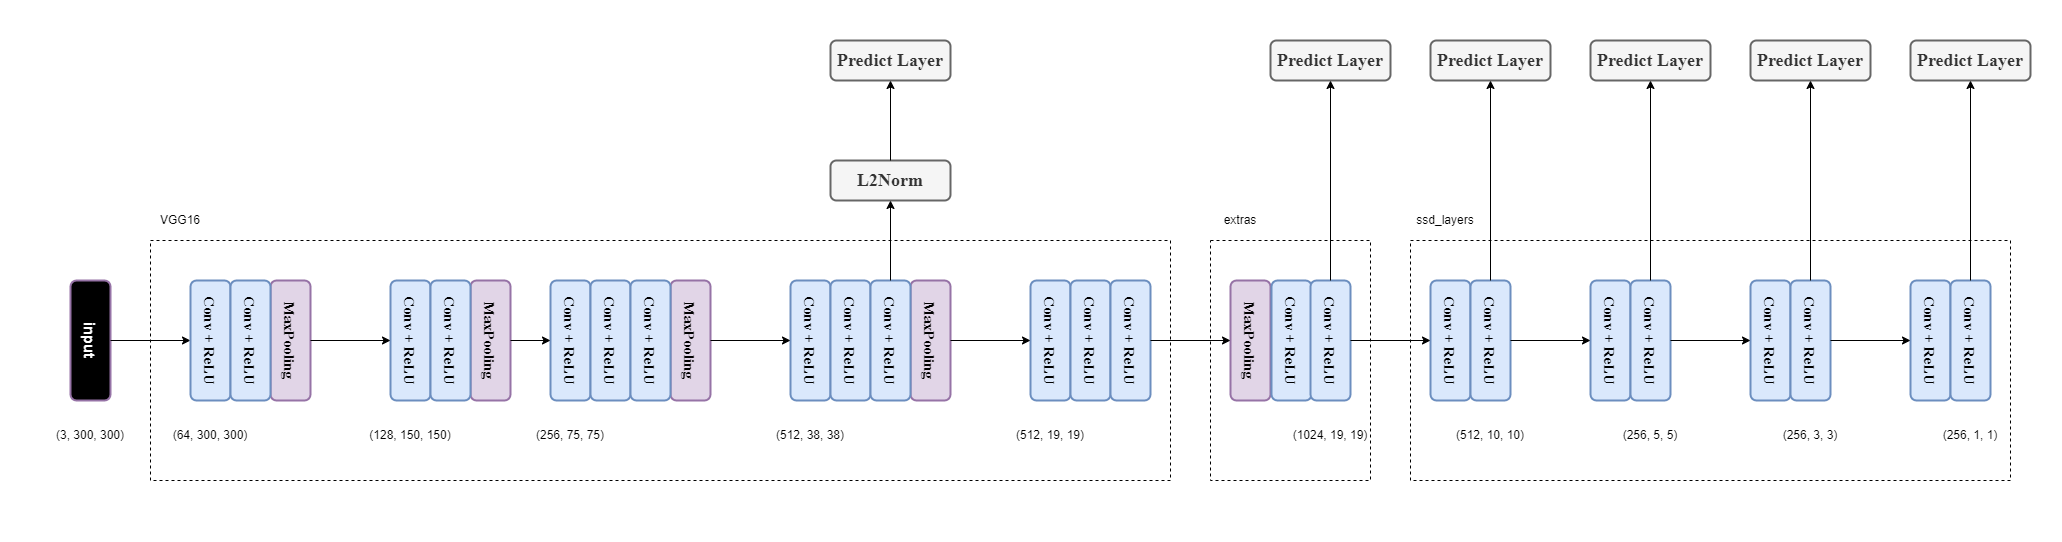 Predict Layer
Predict Layer
Predict Layer
Predict Layer
Predict Layer
Predict Layer
L2Norm
VGG16
extras
ssd_layers
input
Conv + ReLU
Conv + ReLU
MaxPooling
Conv + ReLU
Conv + ReLU
MaxPooling
Conv + ReLU
Conv + ReLU
Conv + ReLU
MaxPooling
Conv + ReLU
Conv + ReLU
Conv + ReLU
MaxPooling
Conv + ReLU
Conv + ReLU
Conv + ReLU
MaxPooling
Conv + ReLU
Conv + ReLU
Conv + ReLU
Conv + ReLU
Conv + ReLU
Conv + ReLU
Conv + ReLU
Conv + ReLU
Conv + ReLU
Conv + ReLU
(3, 300, 300)
(64, 300, 300)
(128, 150, 150)
(256, 75, 75)
(512, 38, 38)
(512, 19, 19)
(1024, 19, 19)
(512, 10, 10)
(256, 5, 5)
(256, 3, 3)
(256, 1, 1)